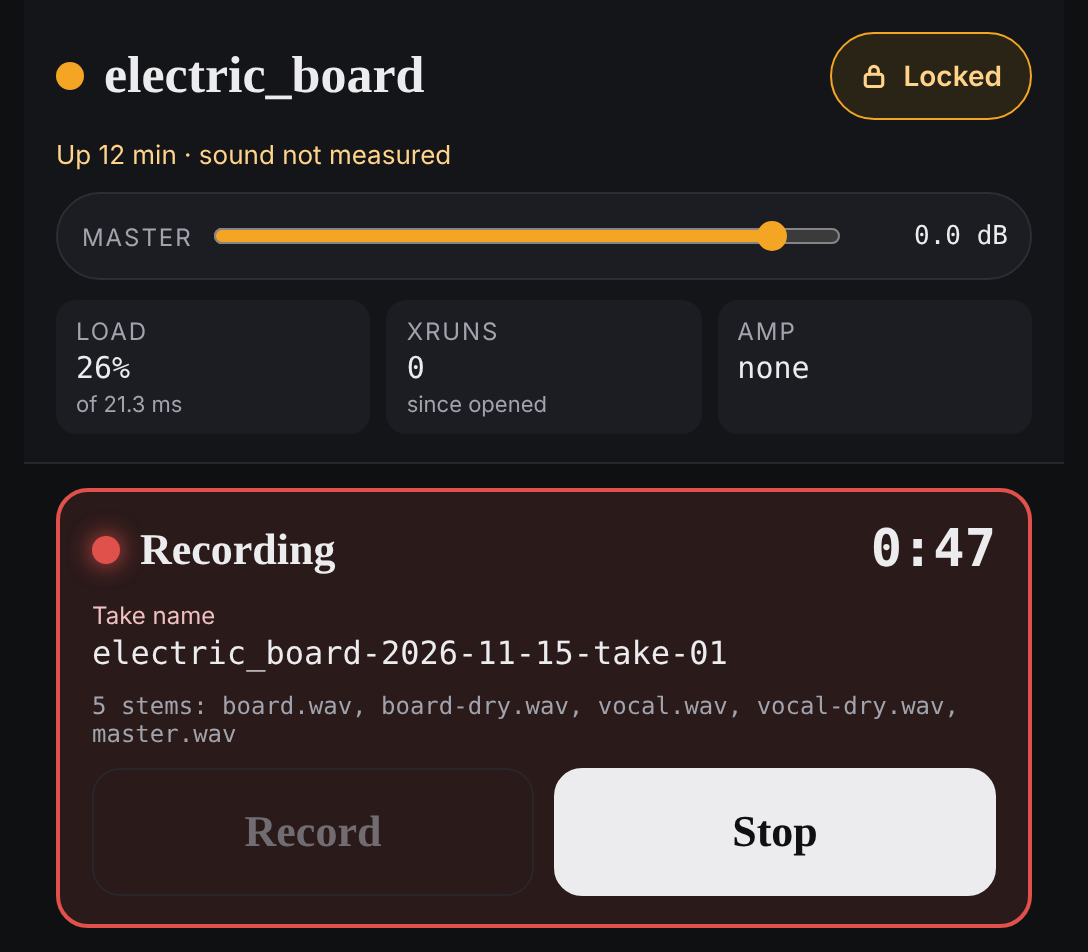 electric_board
Locked
Up 12 min · sound not measured
MASTER
0.0 dB
LOAD
26%
of 21.3 ms
XRUNS
0
since opened
AMP
none
Recording
0:47
Take name
electric_board-2026-11-15-take-01
5 stems: board.wav, board-dry.wav, vocal.wav, vocal-dry.wav,
master.wav
Record
Stop